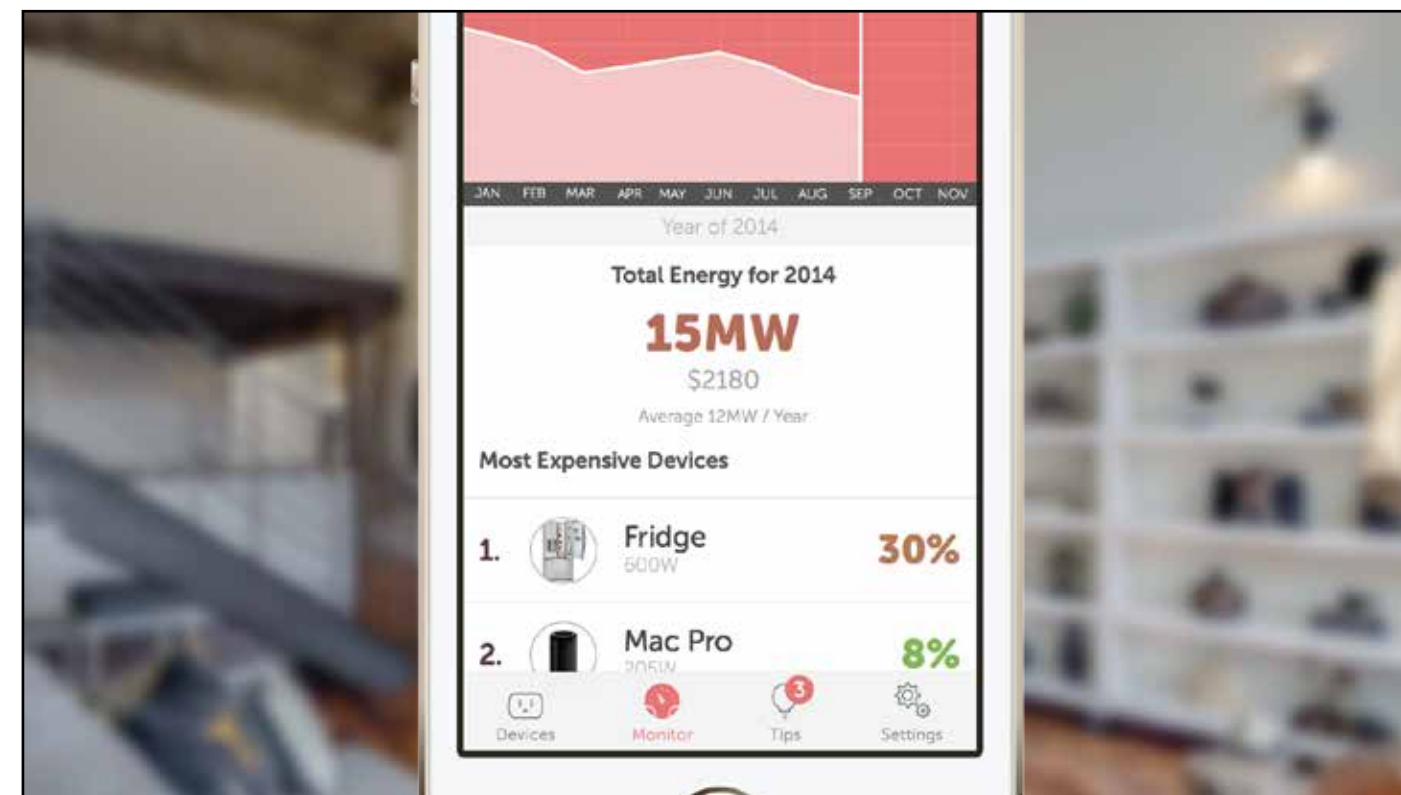 JAN FEB MAR APR MAY JUN JUL AUG SEP OCT NOV
Year of 2014
Total Energy for 2014
15MW
$2180
Average 12MW / Year
Most Expensive Devices
1. Fridge 30%
600W
2. Mac Pro 8%
205W
3
Devices Monitor Tips Settings